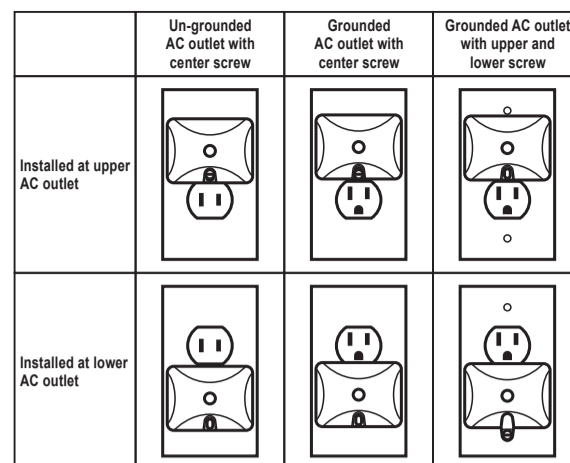 Un-grounded
AC outlet with
center screw
Grounded
AC outlet with
center screw
Grounded AC outlet
with upper and
lower screw
Installed at upper
AC outlet
Installed at lower
AC outlet